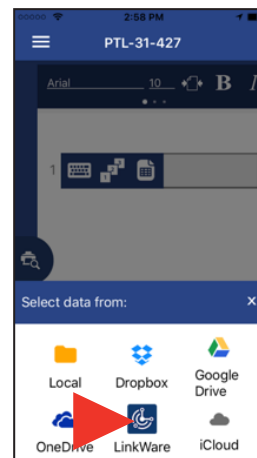 2:58 PM
PTL-31-427
Arial 10 B I
1
Select data from: ×
Local Dropbox Google Drive
OneDrive LinkWare iCloud